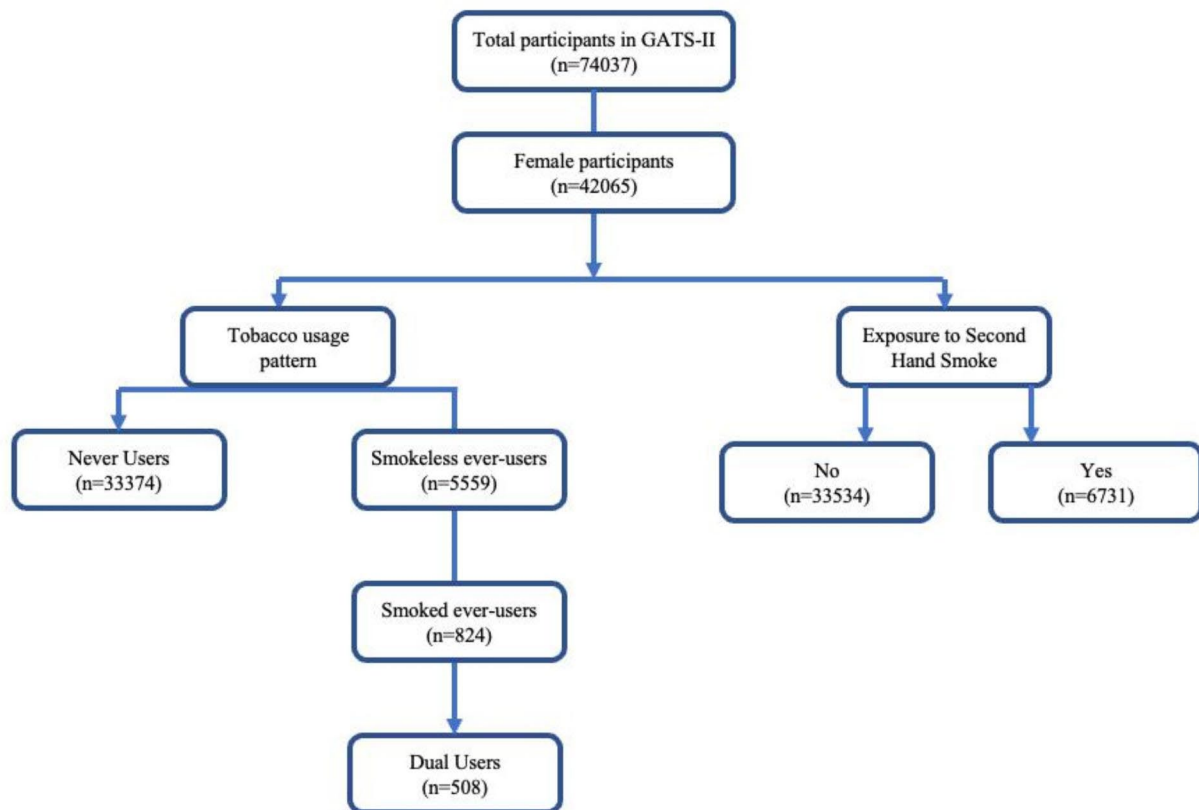 Total participants in GATS-II
(n=74037)
Female participants
(n=42065)
Tobacco usage
pattern
Exposure to Second
Hand Smoke
Never Users
(n=33374)
Smokeless ever-users
(n=5559)
No
(n=33534)
Yes
(n=6731)
Smoked ever-users
(n=824)
Dual Users
(n=508)